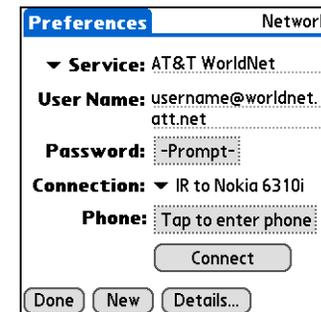 Preferences Network
Service: AT&T WorldNet
User Name: username@worldnet.
att.net
Password: -Prompt-
Connection: IR to Nokia 6310i
Phone: Tap to enter phone
Connect
Done New Details...